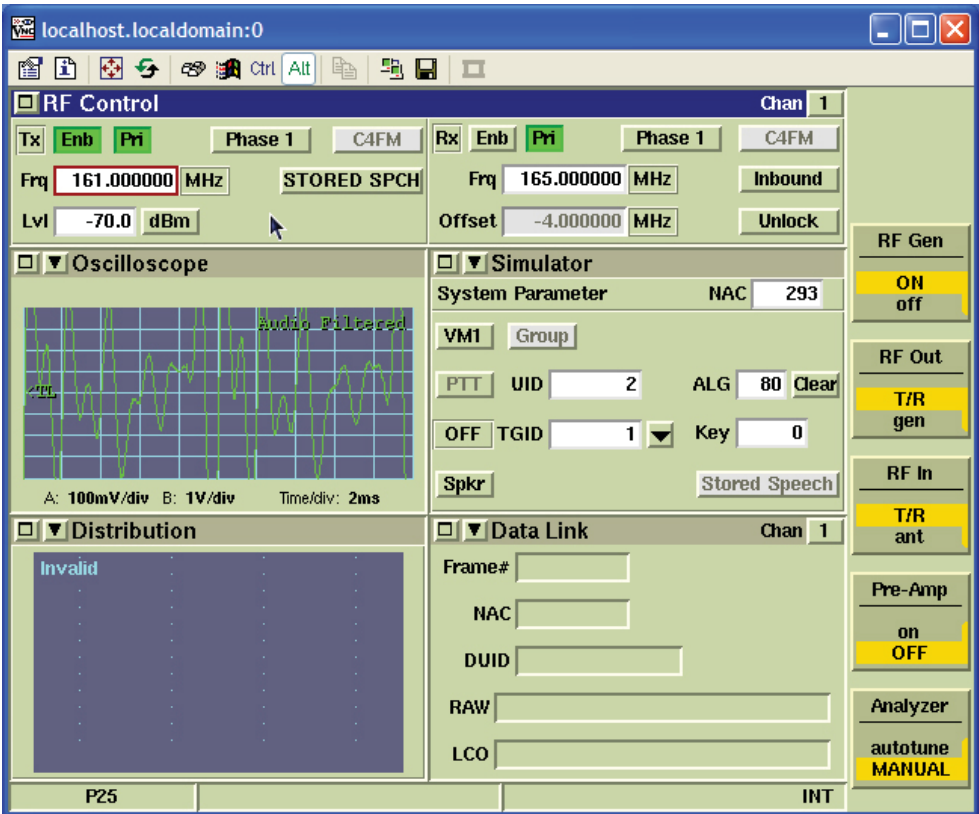 localhost.localdomain:0
Ctrl Alt
RF Control Chan 1
Tx Enb Pri Phase 1 C4FM
Frq 161.000000 MHz STORED SPCH
Lvl -70.0 dBm
Rx Enb Pri Phase 1 C4FM
Frq 165.000000 MHz Inbound
Offset -4.000000 MHz Unlock
Oscilloscope
Audio Filtered
<TL
A: 100mV/div B: 1V/div Time/div: 2ms
Simulator
System Parameter NAC 293
VM1 Group
PTT UID 2 ALG 80 Clear
OFF TGID 1 Key 0
Spkr Stored Speech
Distribution
Invalid
Data Link Chan 1
Frame#
NAC
DUID
RAW
LCO
RF Gen
ON
off
RF Out
T/R
gen
RF In
T/R
ant
Pre-Amp
on
OFF
Analyzer
autotune
MANUAL
P25 INT